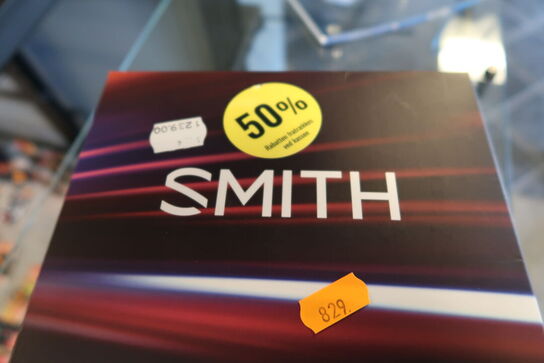 50%
Rabatten fratrækkes
ved kassen
1239.00
SMITH
829.